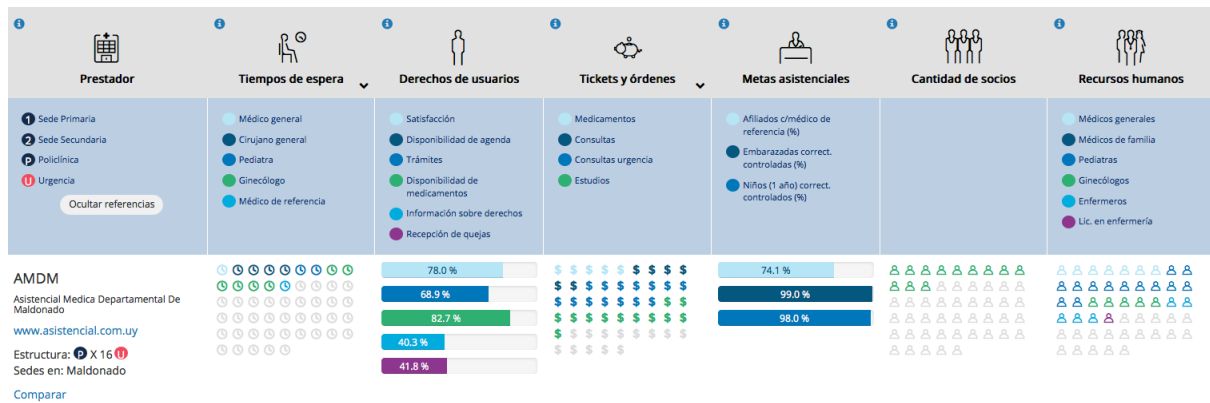 Prestador
Tiempos de espera
Derechos de usuarios
Tickets y órdenes
Metas asistenciales
Cantidad de socios
Recursos humanos
1 Sede Primaria
2 Sede Secundaria
P Policlínica
U Urgencia
Ocultar referencias
Médico general
Cirujano general
Pediatra
Ginecólogo
Médico de referencia
Satisfacción
Disponibilidad de agenda
Trámites
Disponibilidad de
medicamentos
Información sobre derechos
Recepción de quejas
Medicamentos
Consultas
Consultas urgencia
Estudios
Afiliados c/médico de
referencia (%)
Embarazadas correct.
controladas (%)
Niños (1 año) correct.
controlados (%)
Médicos generales
Médicos de familia
Pediatras
Ginecólogos
Enfermeros
Lic. en enfermería
AMDM
Asistencial Medica Departamental De
Maldonado
www.asistencial.com.uy
Estructura: P X 16 U
Sedes en: Maldonado
Comparar
78.0 %
68.9 %
82.7 %
40.3 %
41.8 %
$ $ $ $ $ $ $ $ $
$ $ $ $ $ $ $ $ $
$ $ $ $ $ $ $ $ $
$ $ $ $ $ $ $ $ $
$ $ $ $ $ $ $ $ $
$ $ $ $ $
74.1 %
99.0 %
98.0 %